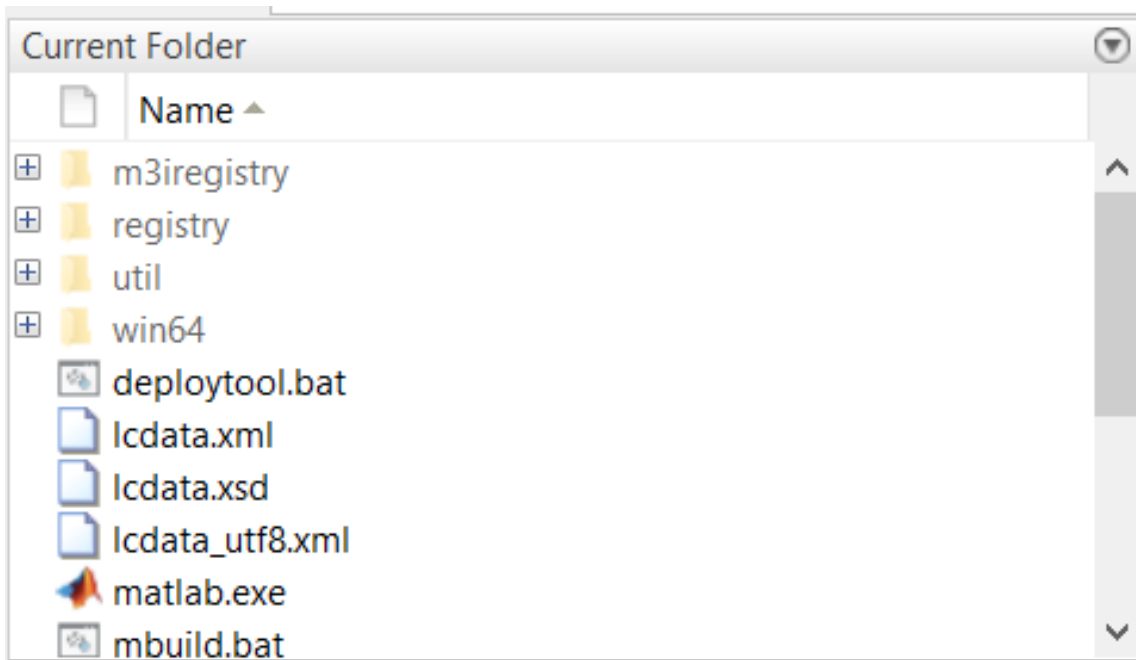 Current Folder
Name
m3iregistry
registry
util
win64
deploytool.bat
lcdata.xml
lcdata.xsd
lcdata_utf8.xml
matlab.exe
mbuild.bat